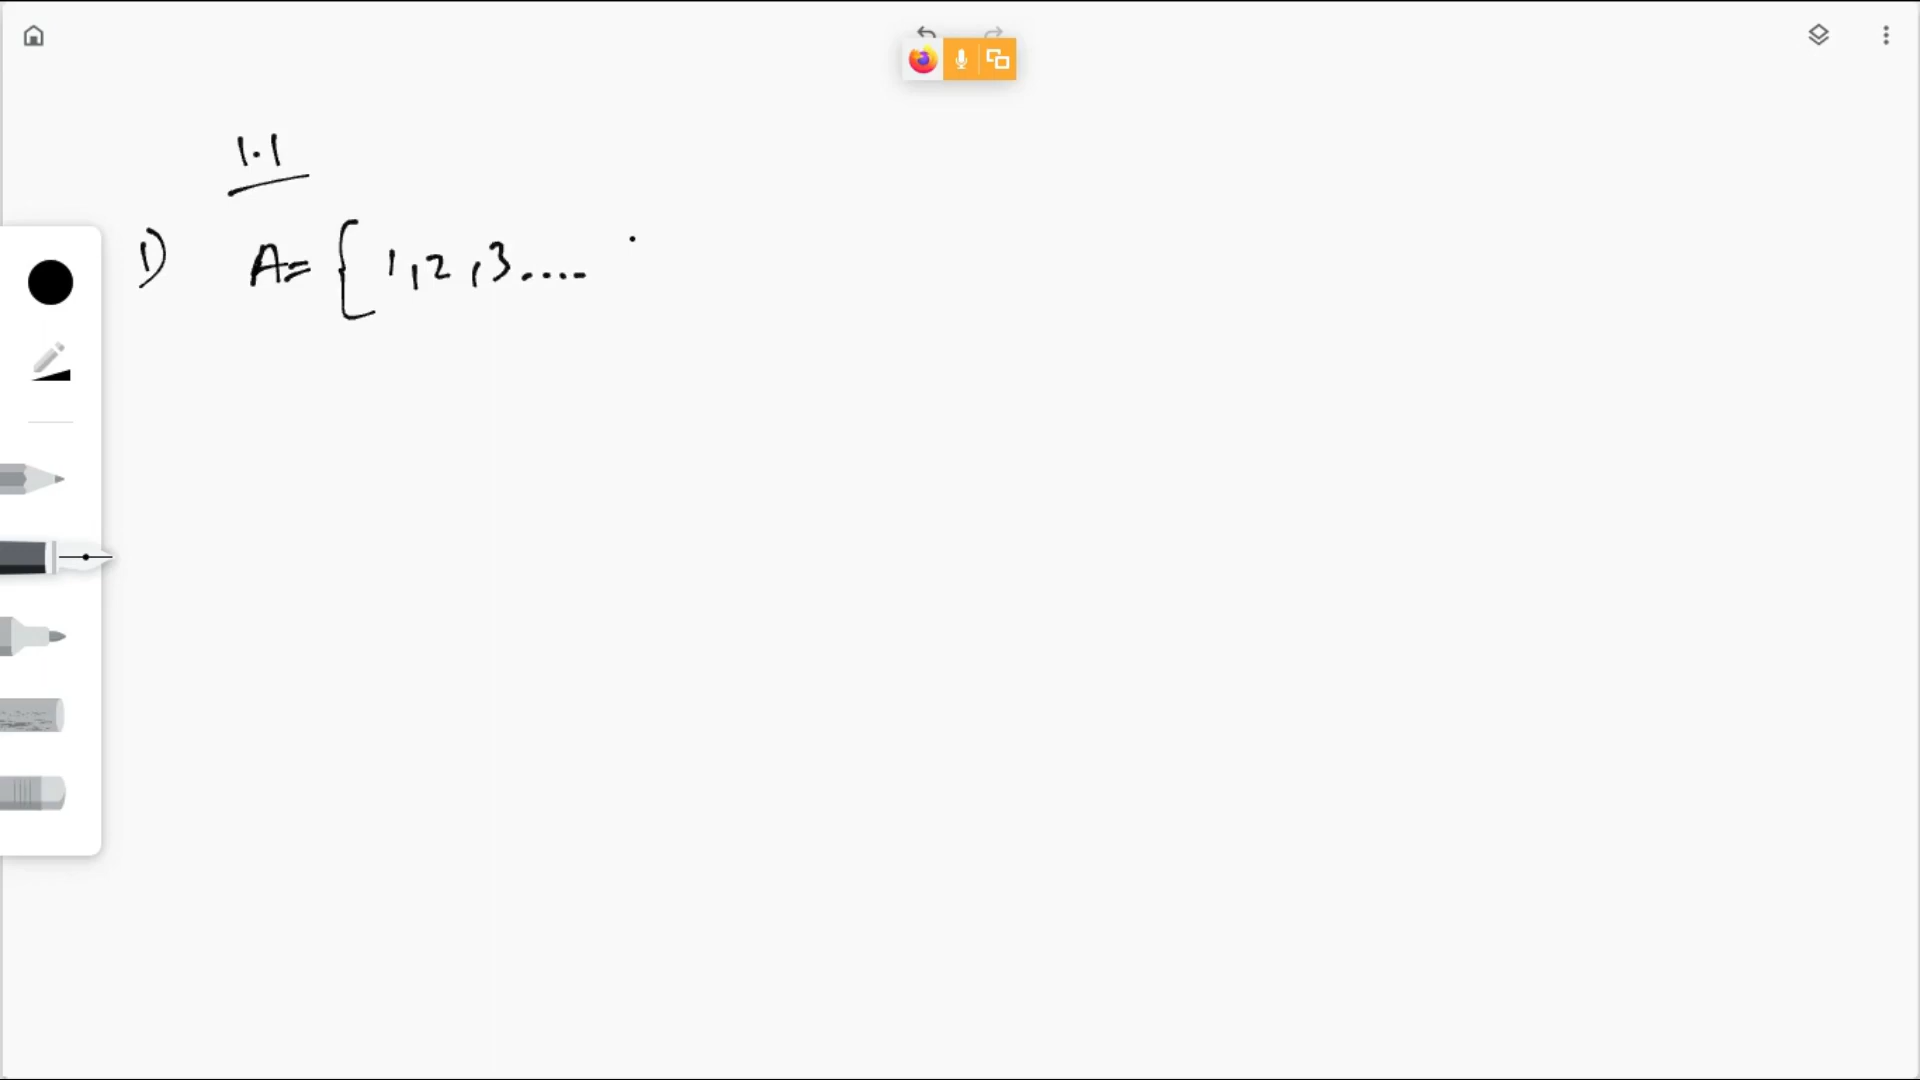 1.1
1) A= { 1,2,3.....